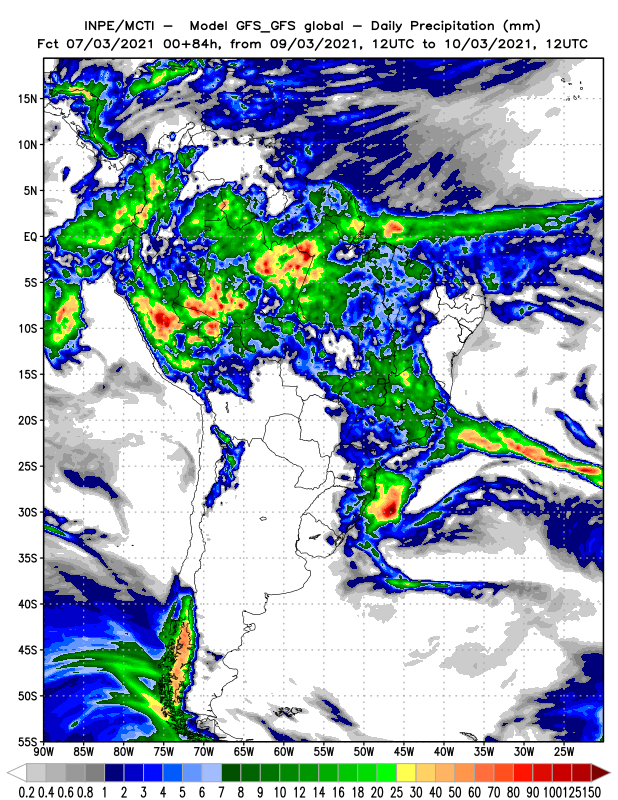 INPE/MCTI – Model GFS_GFS global – Daily Precipitation (mm)
Fct 07/03/2021 00+84h, from 09/03/2021, 12UTC to 10/03/2021, 12UTC
15N
10N
5N
EQ
5S
10S
15S
20S
25S
30S
35S
40S
45S
50S
55S
90W 85W 80W 75W 70W 65W 60W 55W 50W 45W 40W 35W 30W 25W
0.2 0.4 0.6 0.8 1 2 3 4 5 6 7 8 9 10 12 14 16 18 20 25 30 40 50 60 70 80 90 100 125 150